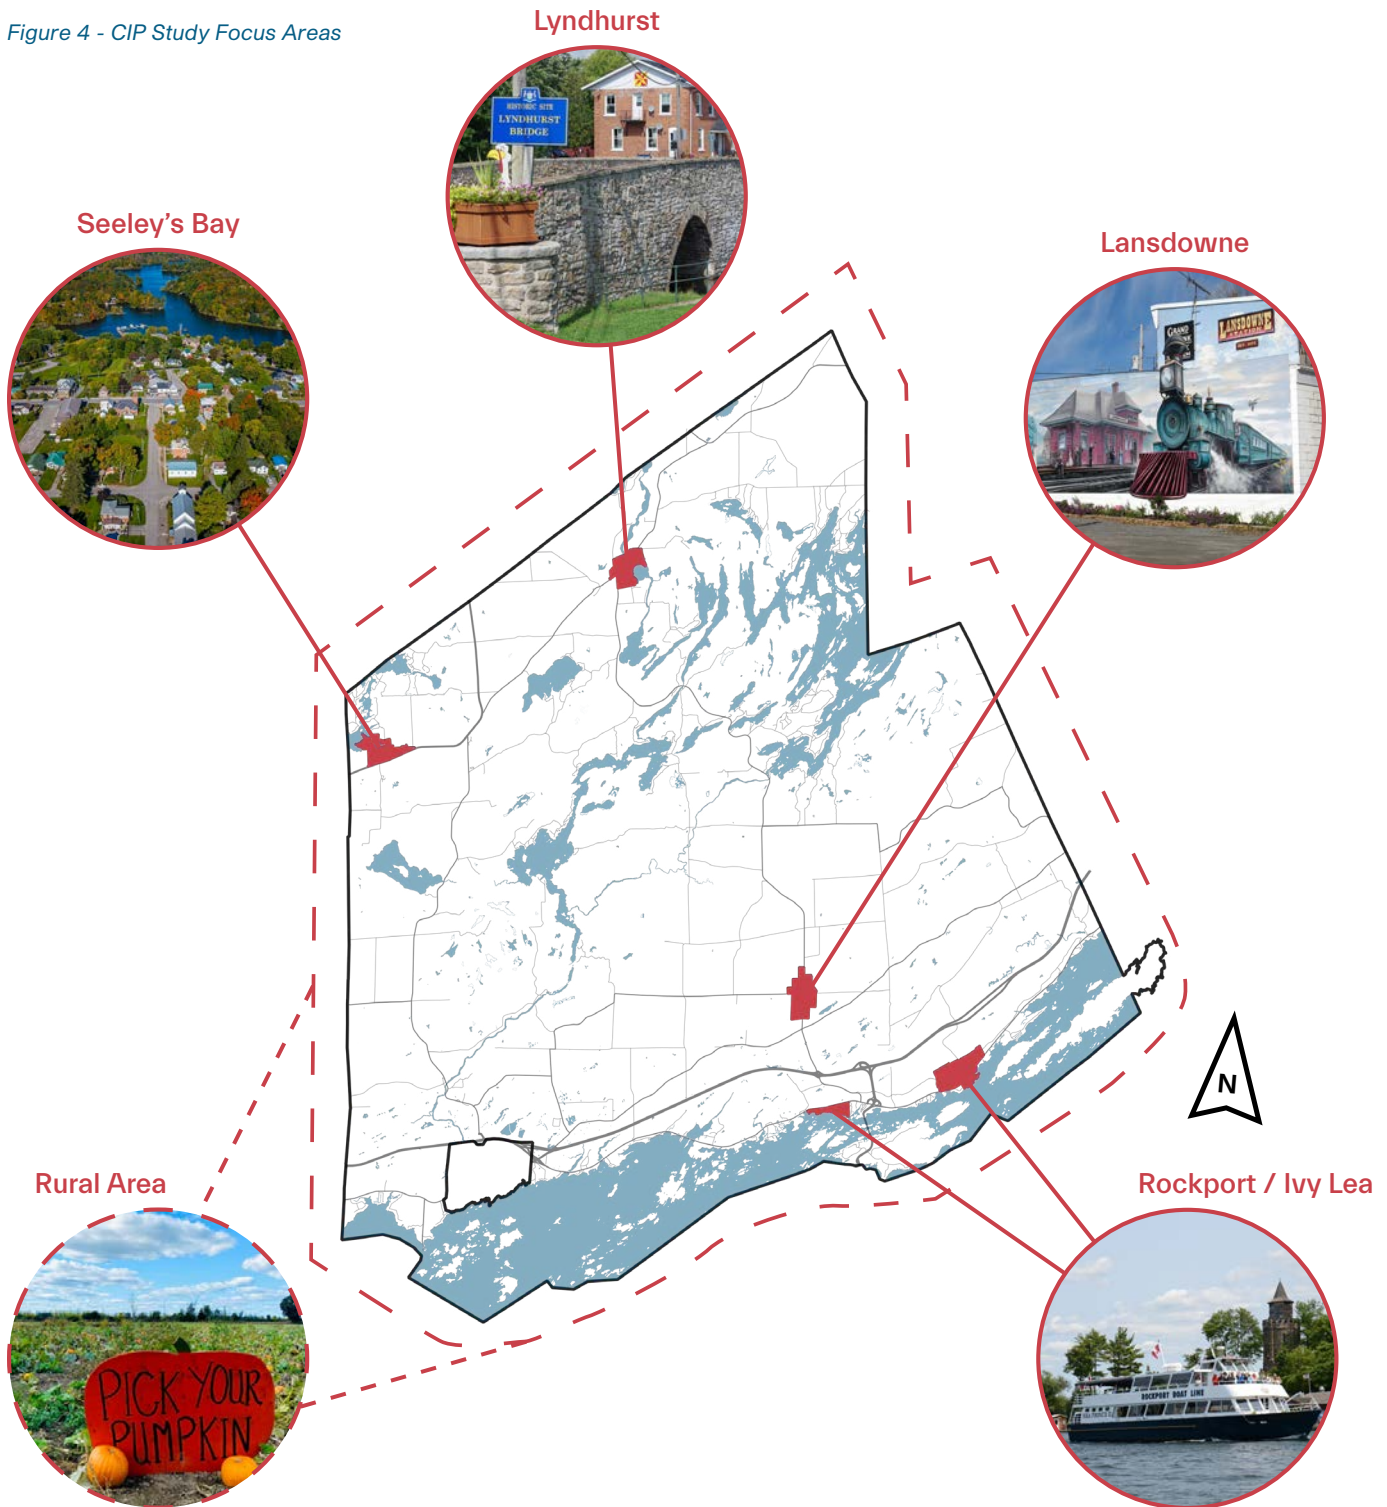 Figure 4 - CIP Study Focus Areas
Lyndhurst
HISTORIC SITE
LYNDHURST
BRIDGE
Seeley's Bay
Lansdowne
GRAND
LANSDOWNE
N
Rural Area
PICK YOUR
PUMPKIN
Rockport / Ivy Lea
ROCKPORT BOAT LINE